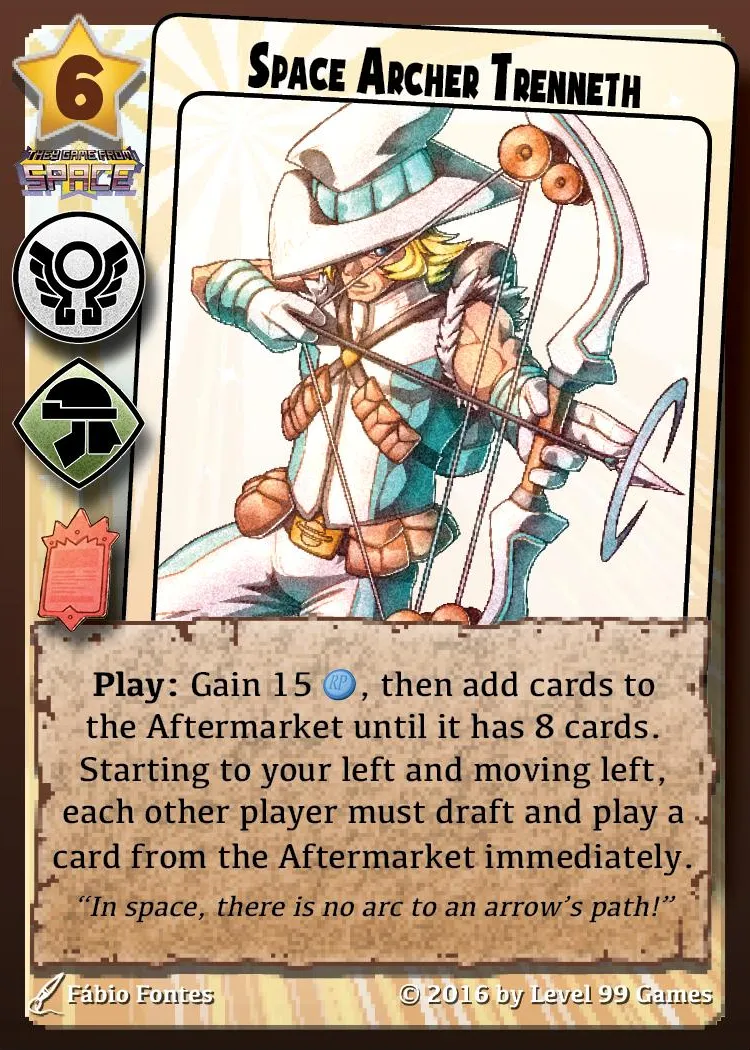 SPACE ARCHER TRENNETH
6
THEY CAME FROM
SPACE
Play: Gain 15 RP, then add cards to
the Aftermarket until it has 8 cards.
Starting to your left and moving left,
each other player must draft and play a
card from the Aftermarket immediately.
“In space, there is no arc to an arrow’s path!”
Fábio Fontes
© 2016 by Level 99 Games